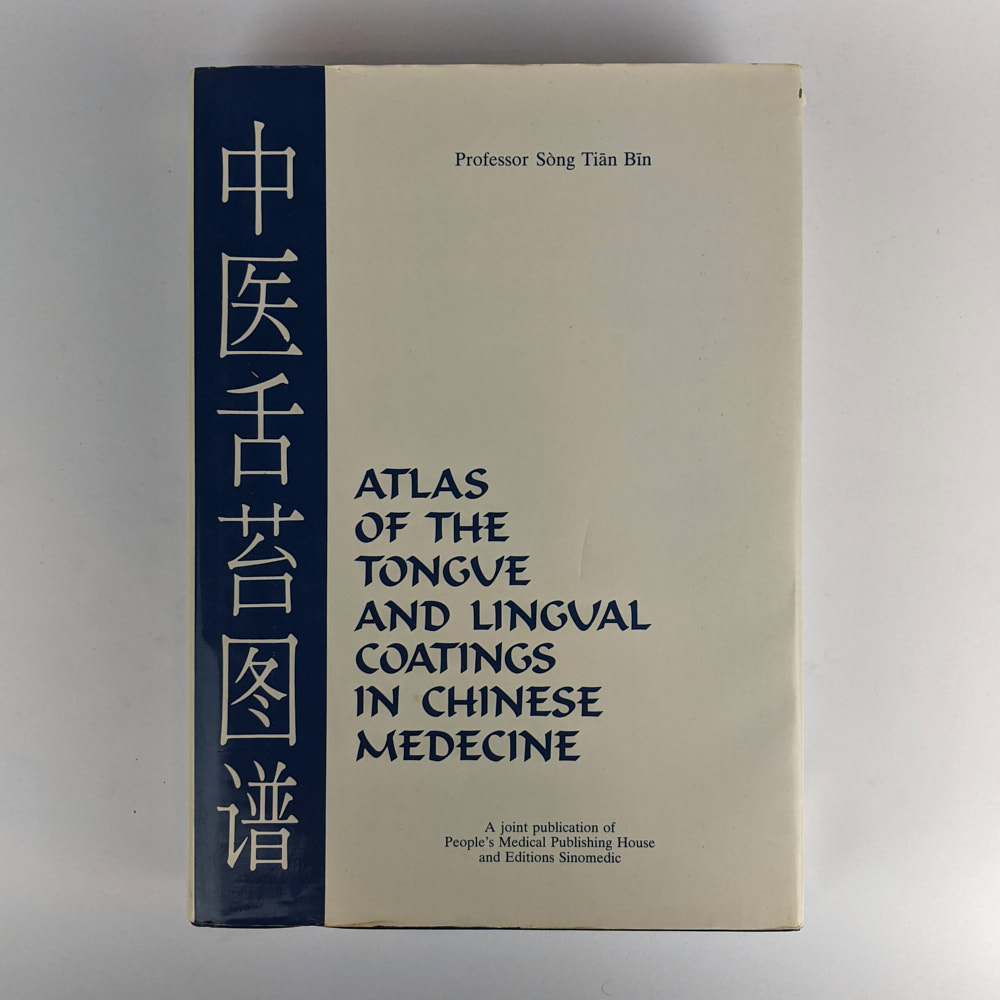 中医舌苔图谱
Professor Sòng Tiān Bīn
ATLAS
OF THE
TONGUE
AND LINGUAL
COATINGS
IN CHINESE
MEDECINE
A joint publication of
People's Medical Publishing House
and Editions Sinomedic